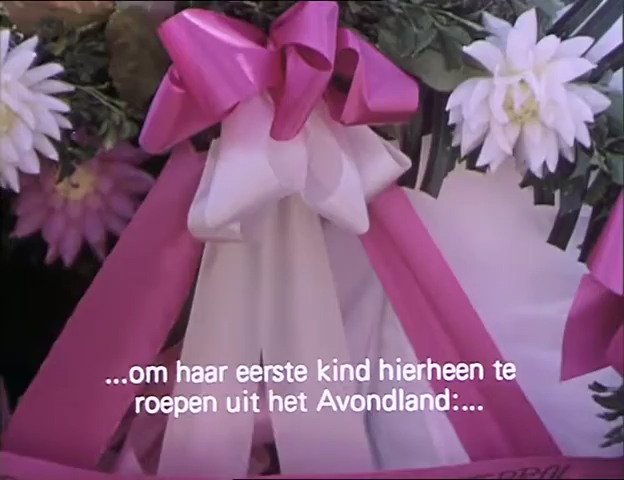 ...om haar eerste kind hierheen te
roepen uit het Avondland:...